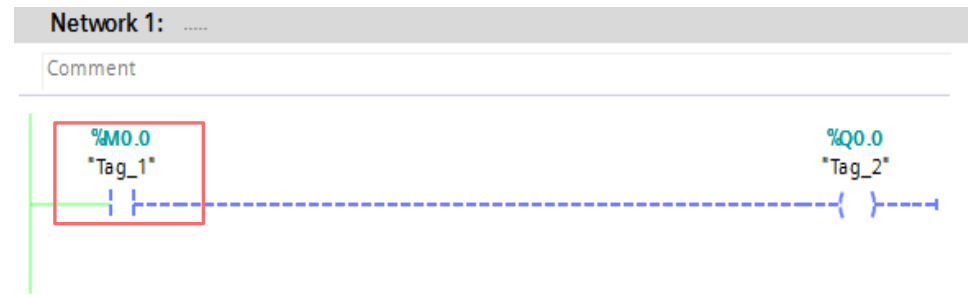 Network 1: .....
Comment
%M0.0 %Q0.0
"Tag_1" "Tag_2"